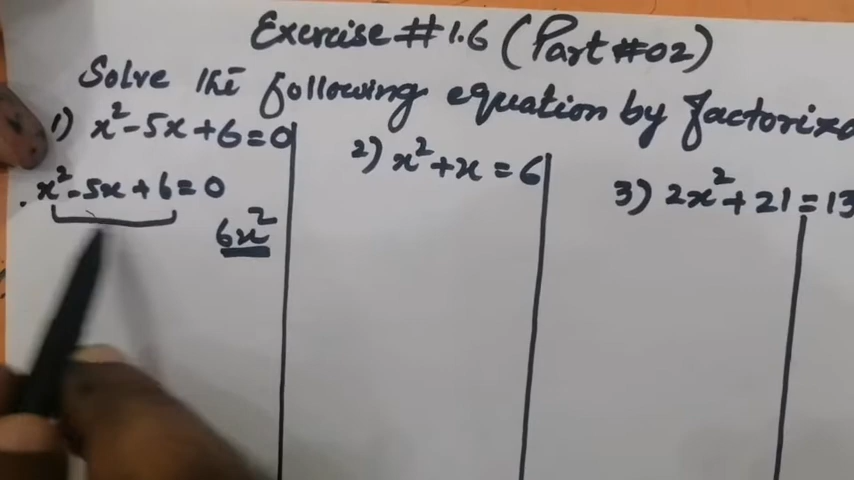 Exercise #1.6 (Part #02)
Solve the following equation by
1) x² - 5x + 6 = 0
x² - 5x + 6 = 0
6x²
2) x² + x = 6
3) 2x² + 21 = 13